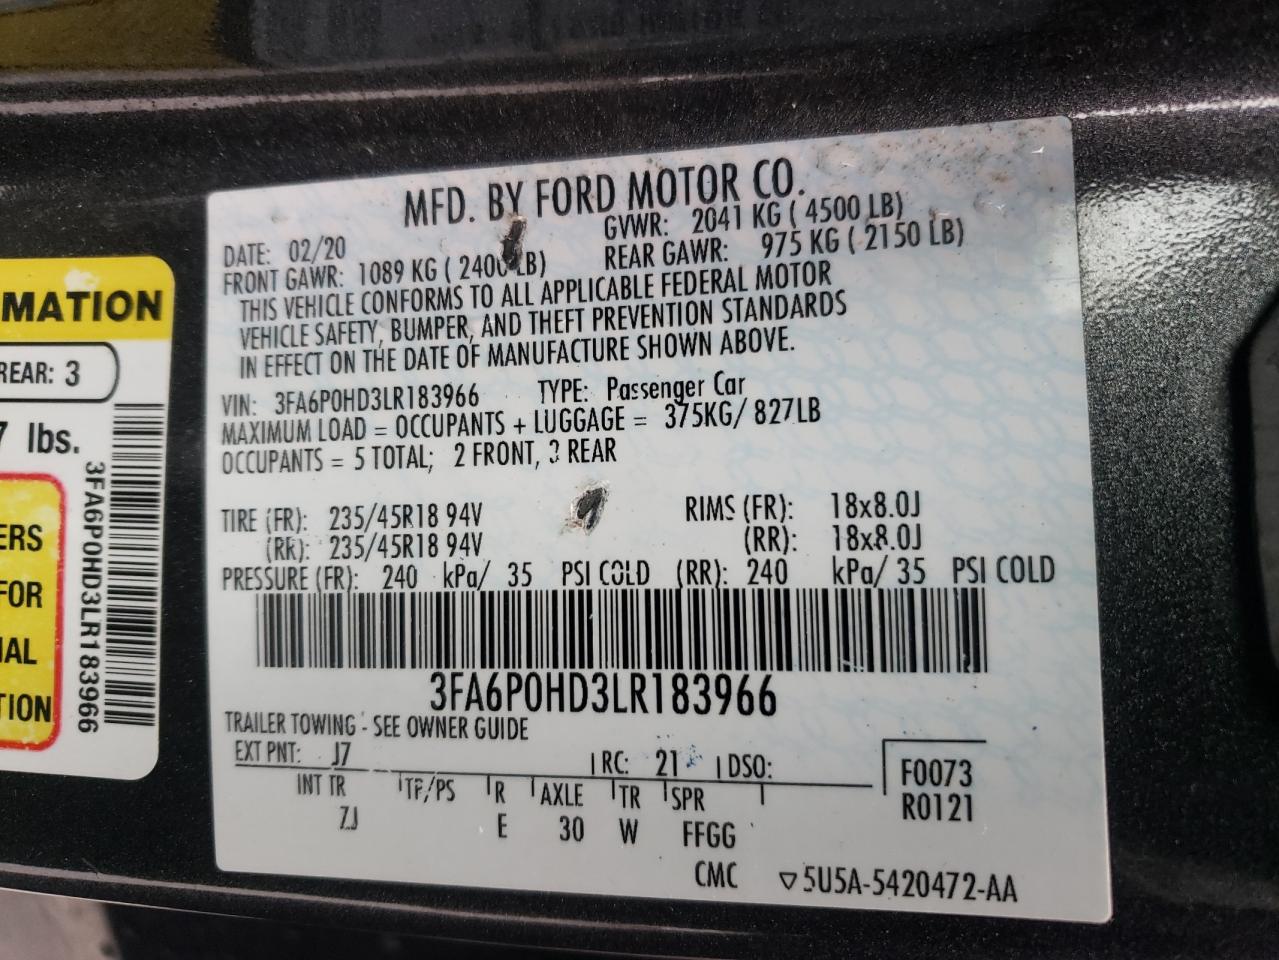 MFD. BY FORD MOTOR CO.
DATE: 02/20 GVWR: 2041 KG ( 4500 LB)
FRONT GAWR: 1089 KG ( 2400 LB) REAR GAWR: 975 KG ( 2150 LB)
THIS VEHICLE CONFORMS TO ALL APPLICABLE FEDERAL MOTOR
VEHICLE SAFETY, BUMPER, AND THEFT PREVENTION STANDARDS
IN EFFECT ON THE DATE OF MANUFACTURE SHOWN ABOVE.
VIN: 3FA6P0HD3LR183966 TYPE: Passenger Car
MAXIMUM LOAD = OCCUPANTS + LUGGAGE = 375KG/ 827LB
OCCUPANTS = 5 TOTAL; 2 FRONT, 3 REAR
TIRE (FR): 235/45R18 94V RIMS (FR): 18x8.0J
(RR): 235/45R18 94V (RR): 18x8.0J
PRESSURE (FR): 240 kPa/ 35 PSI COLD (RR): 240 kPa/ 35 PSI COLD
3FA6P0HD3LR183966
TRAILER TOWING - SEE OWNER GUIDE
EXT PNT: J7 RC: 21 DSO:
F0073
R0121
INT TR TP/PS R AXLE TR SPR
ZJ E 30 W FFGG
CMC ▽5U5A-5420472-AA
MATION
REAR: 3
7 lbs.
ERS
FOR
IAL
TION
3FA6P0HD3LR183966